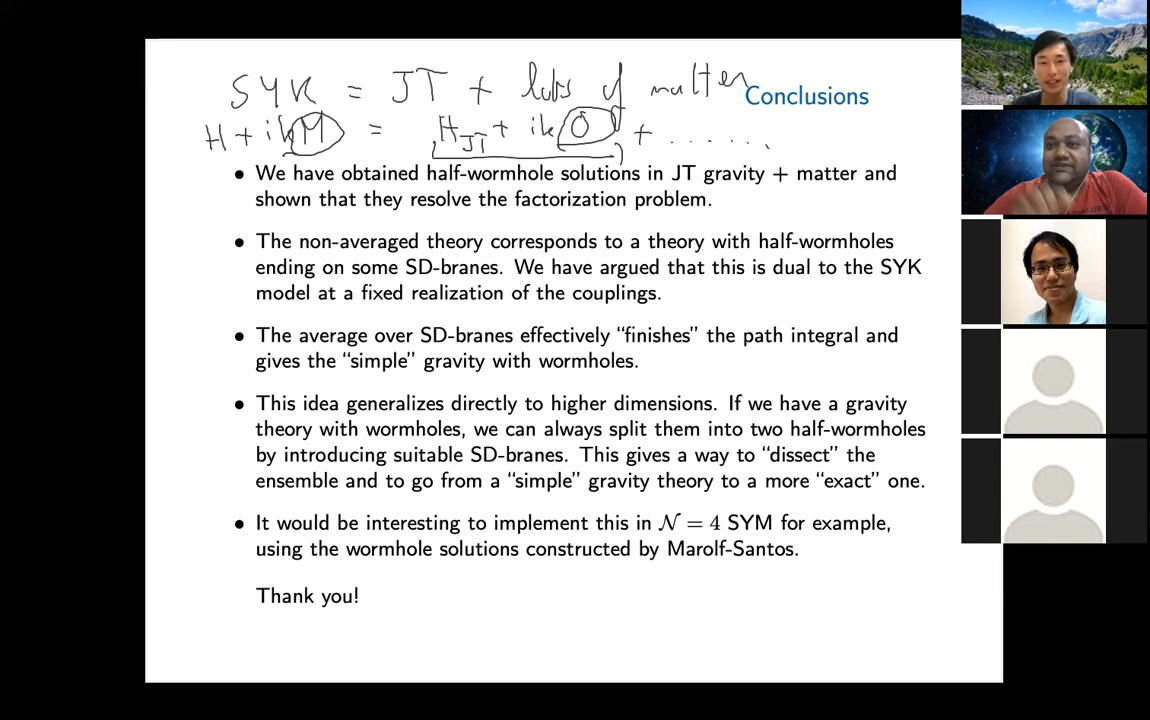 SYK = JT + lots of matter
Conclusions
H + ikM = H_JT + ikO + ......
• We have obtained half-wormhole solutions in JT gravity + matter and
shown that they resolve the factorization problem.
• The non-averaged theory corresponds to a theory with half-wormholes
ending on some SD-branes. We have argued that this is dual to the SYK
model at a fixed realization of the couplings.
• The average over SD-branes effectively “finishes” the path integral and
gives the “simple” gravity with wormholes.
• This idea generalizes directly to higher dimensions. If we have a gravity
theory with wormholes, we can always split them into two half-wormholes
by introducing suitable SD-branes. This gives a way to “dissect” the
ensemble and to go from a “simple” gravity theory to a more “exact” one.
• It would be interesting to implement this in 𝒩 = 4 SYM for example,
using the wormhole solutions constructed by Marolf-Santos.
Thank you!